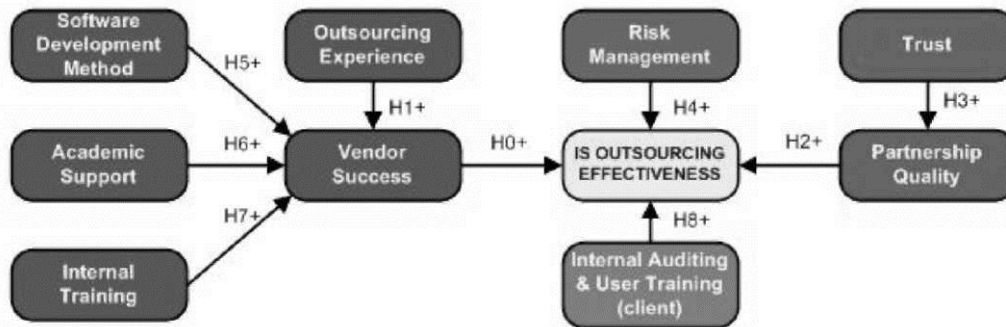 Software
Development
Method
Outsourcing
Experience
Risk
Management
Trust
H5+
H1+
H4+
H3+
Academic
Support
H6+
Vendor
Success
H0+
IS OUTSOURCING
EFFECTIVENESS
H2+
Partnership
Quality
H7+
H8+
Internal
Training
Internal Auditing
& User Training
(client)